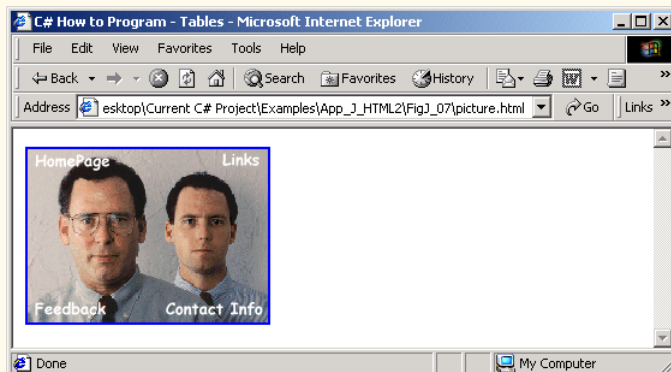 C# How to Program - Tables - Microsoft Internet Explorer
File Edit View Favorites Tools Help
Back Search Favorites History
Address esktop\Current C# Project\Examples\App_J_HTML2\FigJ_07\picture.html Go Links
HomePage Links
Feedback Contact Info
Done My Computer